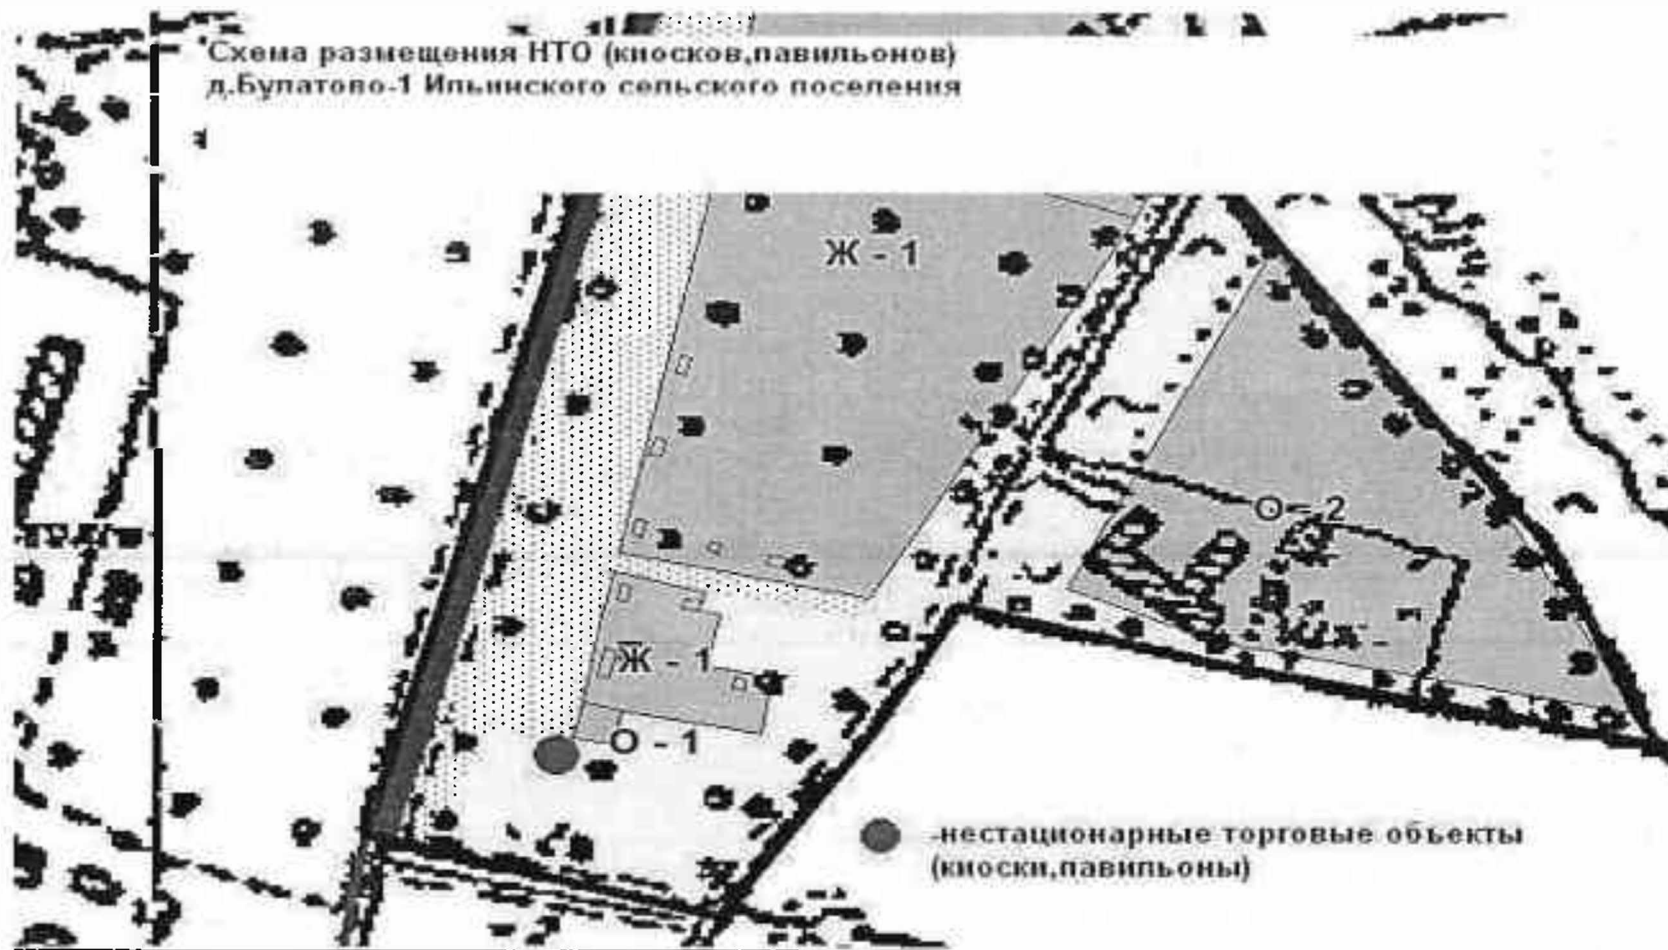 Схема размещения НТО (киосков,павильонов)
д.Булатово-1 Ильинского сельского поселения
Ж - 1
О - 2
Ж - 1
О - 1
-нестационарные торговые объекты
(киоски,павильоны)